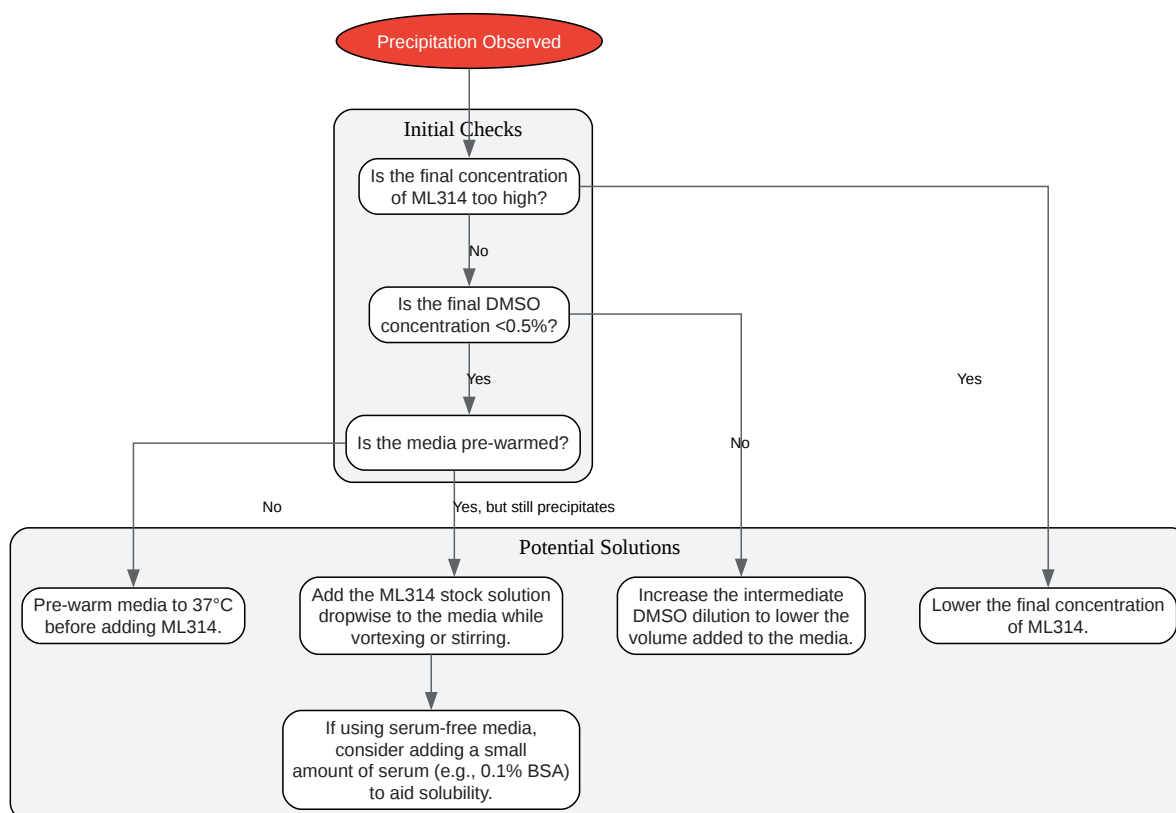 Precipitation Observed
Initial Checks
Is the final concentration
of ML314 too high?
No
Is the final DMSO
concentration <0.5%?
Yes
Yes
Is the media pre-warmed?
No
No
Yes, but still precipitates
Potential Solutions
Pre-warm media to 37°C
before adding ML314.
Add the ML314 stock solution
dropwise to the media while
vortexing or stirring.
Increase the intermediate
DMSO dilution to lower the
volume added to the media.
Lower the final concentration
of ML314.
If using serum-free media,
consider adding a small
amount of serum (e.g., 0.1% BSA)
to aid solubility.